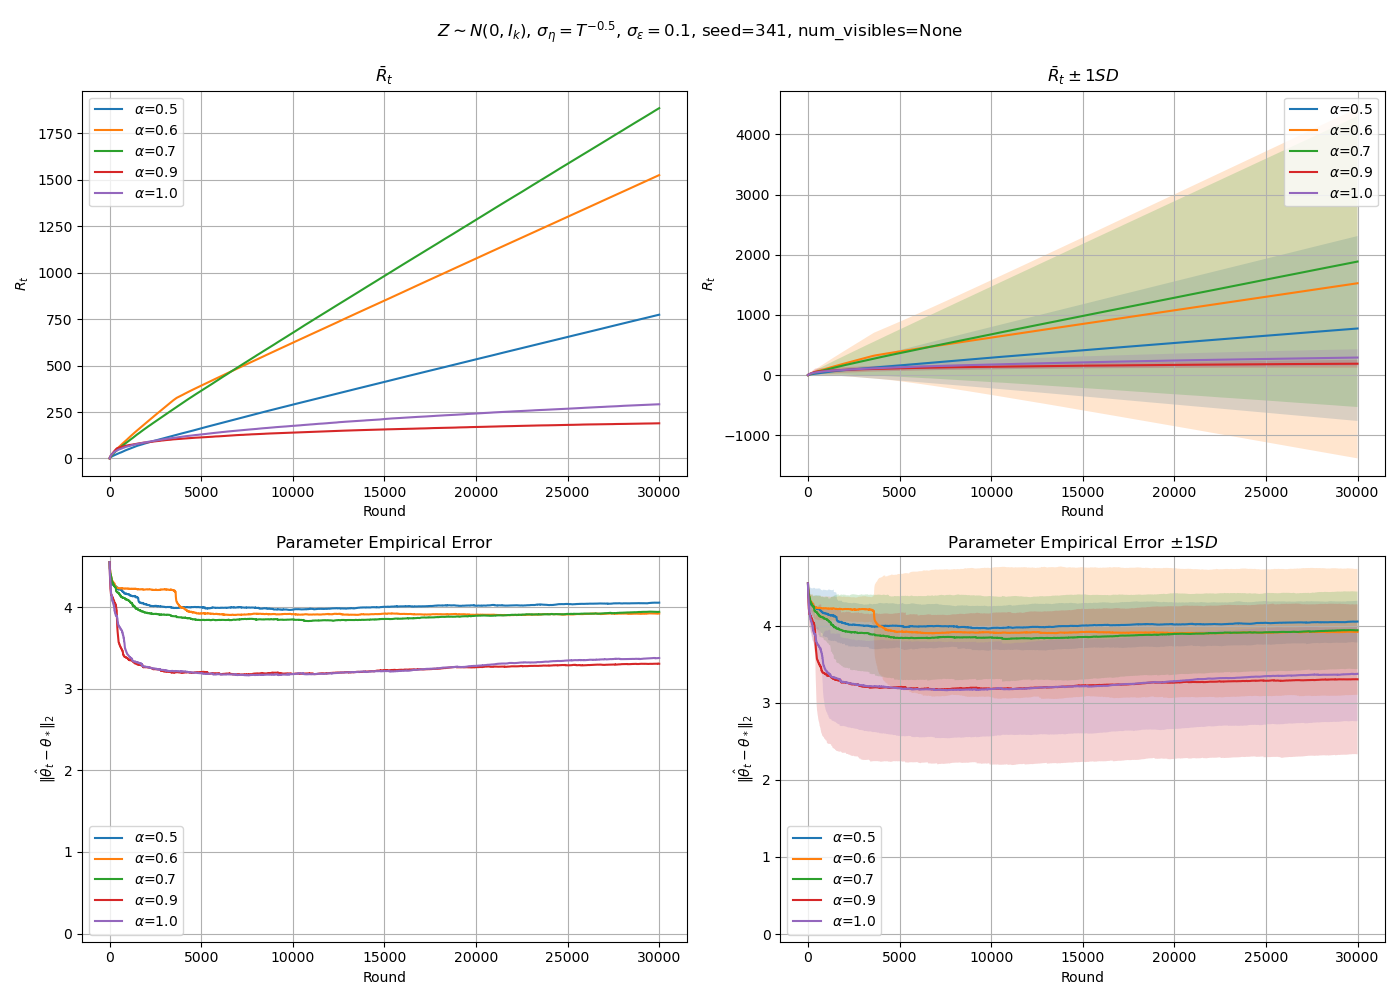 Z ∼ N(0, I_k), σ_η = T^{−0.5}, σ_ε = 0.1, seed=341, num_visibles=None
R̄_t
R_t
1750
1500
1250
1000
750
500
250
0
α=0.5
α=0.6
α=0.7
α=0.9
α=1.0
0 5000 10000 15000 20000 25000 30000
Round
R̄_t ± 1SD
R_t
4000
3000
2000
1000
0
−1000
α=0.5
α=0.6
α=0.7
α=0.9
α=1.0
0 5000 10000 15000 20000 25000 30000
Round
Parameter Empirical Error
‖θ̂_t − θ_*‖_2
4
3
2
1
0
α=0.5
α=0.6
α=0.7
α=0.9
α=1.0
0 5000 10000 15000 20000 25000 30000
Round
Parameter Empirical Error ±1SD
‖θ̂_t − θ_*‖_2
4
3
2
1
0
α=0.5
α=0.6
α=0.7
α=0.9
α=1.0
0 5000 10000 15000 20000 25000 30000
Round